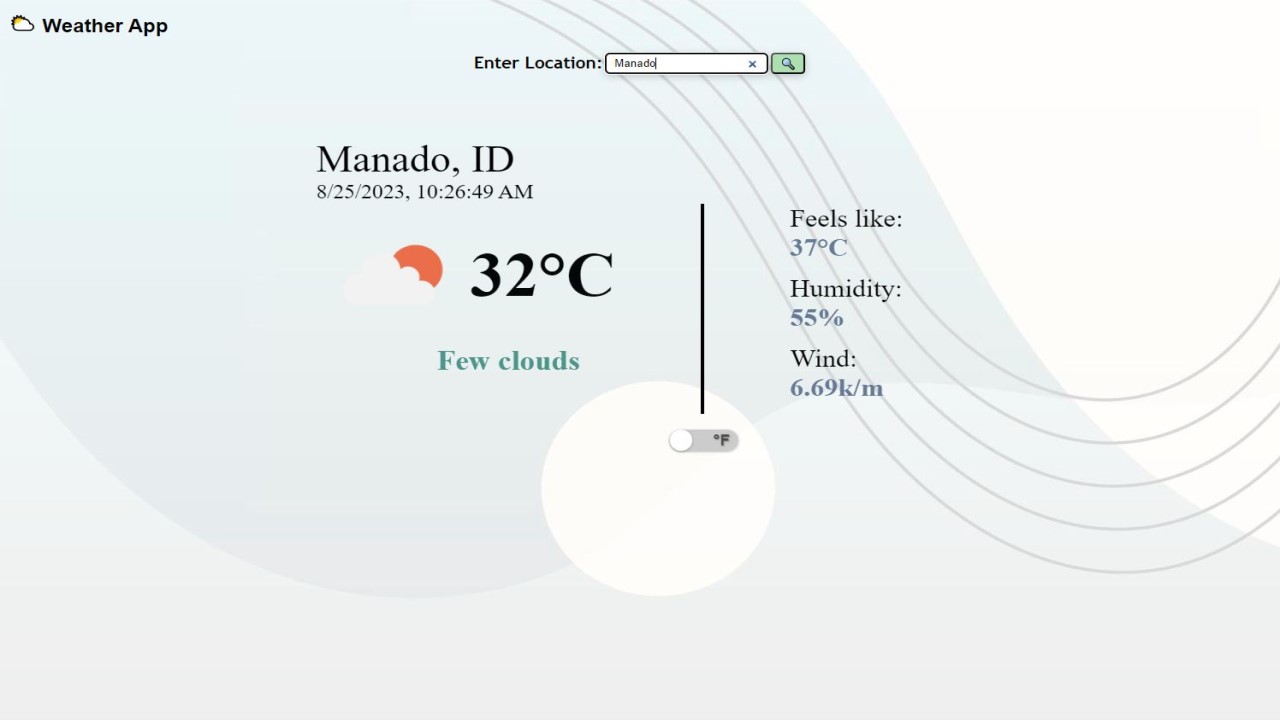 Weather App
Enter Location: Manado ×
Manado, ID
8/25/2023, 10:26:49 AM
32°C
Few clouds
Feels like:
37°C
Humidity:
55%
Wind:
6.69k/m
°F